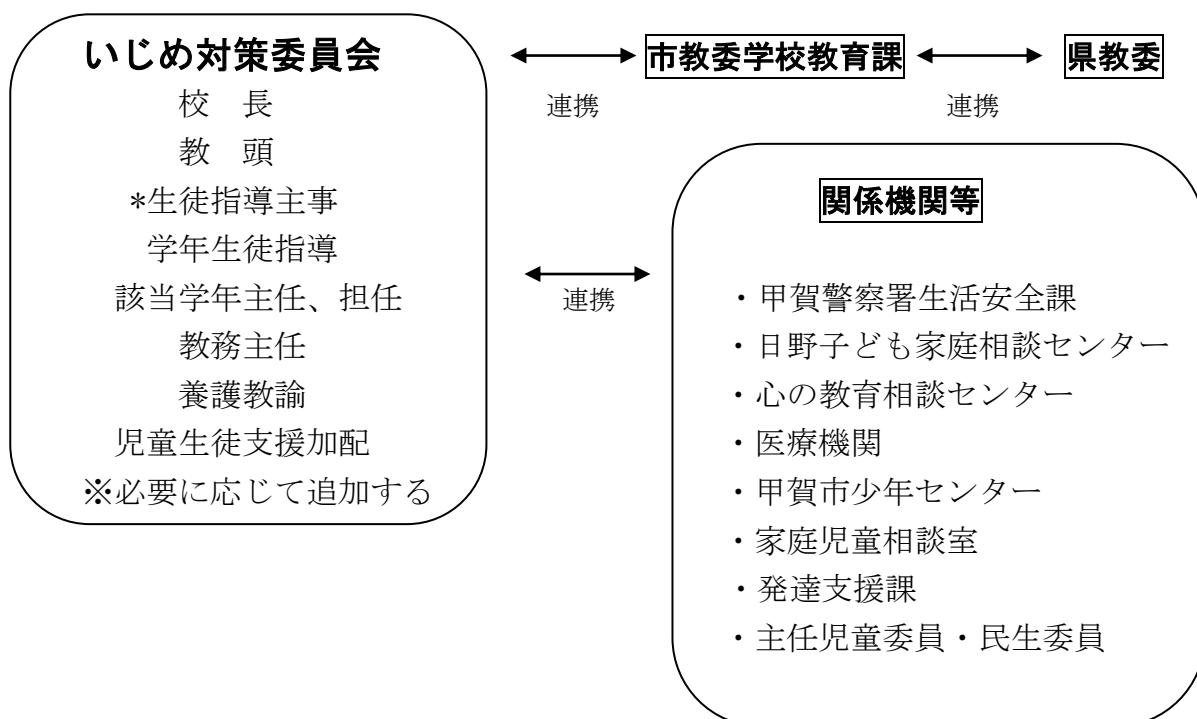 いじめ対策委員会
校　長
教　頭
*生徒指導主事
学年生徒指導
該当学年主任、担任
教務主任
養護教諭
児童生徒支援加配
※必要に応じて追加する
連携
市教委学校教育課
連携
県教委
連携
関係機関等
・甲賀警察署生活安全課
・日野子ども家庭相談センター
・心の教育相談センター
・医療機関
・甲賀市少年センター
・家庭児童相談室
・発達支援課
・主任児童委員・民生委員